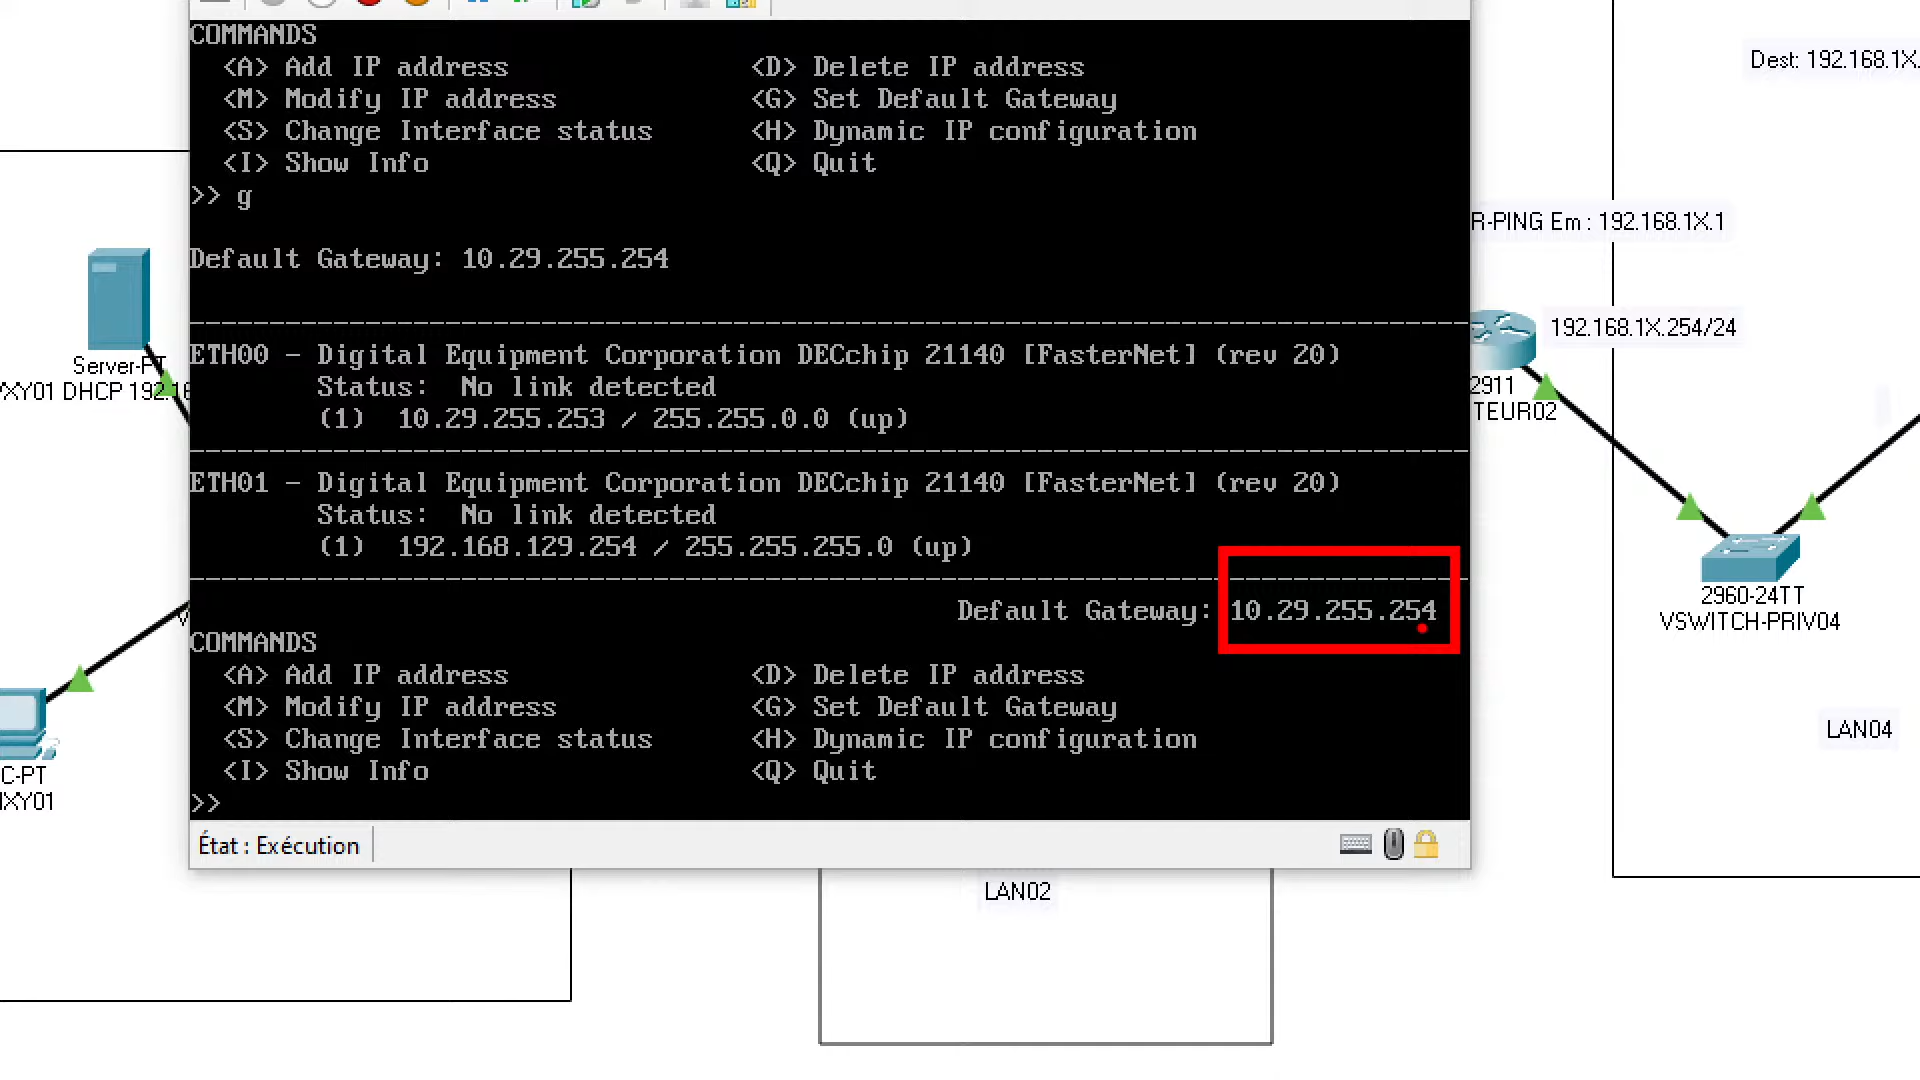 COMMANDS
<A> Add IP address <D> Delete IP address
<M> Modify IP address <G> Set Default Gateway
<S> Change Interface status <H> Dynamic IP configuration
<I> Show Info <Q> Quit
>> g
Default Gateway: 10.29.255.254
ETH00 - Digital Equipment Corporation DECchip 21140 [FasterNet] (rev 20)
Status: No link detected
(1) 10.29.255.253 / 255.255.0.0 (up)
ETH01 - Digital Equipment Corporation DECchip 21140 [FasterNet] (rev 20)
Status: No link detected
(1) 192.168.129.254 / 255.255.255.0 (up)
Default Gateway: 10.29.255.254
COMMANDS
<A> Add IP address <D> Delete IP address
<M> Modify IP address <G> Set Default Gateway
<S> Change Interface status <H> Dynamic IP configuration
<I> Show Info <Q> Quit
>>
État : Exécution
Server-PT
XY01 DHCP 192.16
C-PT
XY01
LAN02
Dest: 192.168.1X.
R-PING Em : 192.168.1X.1
192.168.1X.254/24
2911
TEUR02
2960-24TT
VSWITCH-PRIV04
LAN04